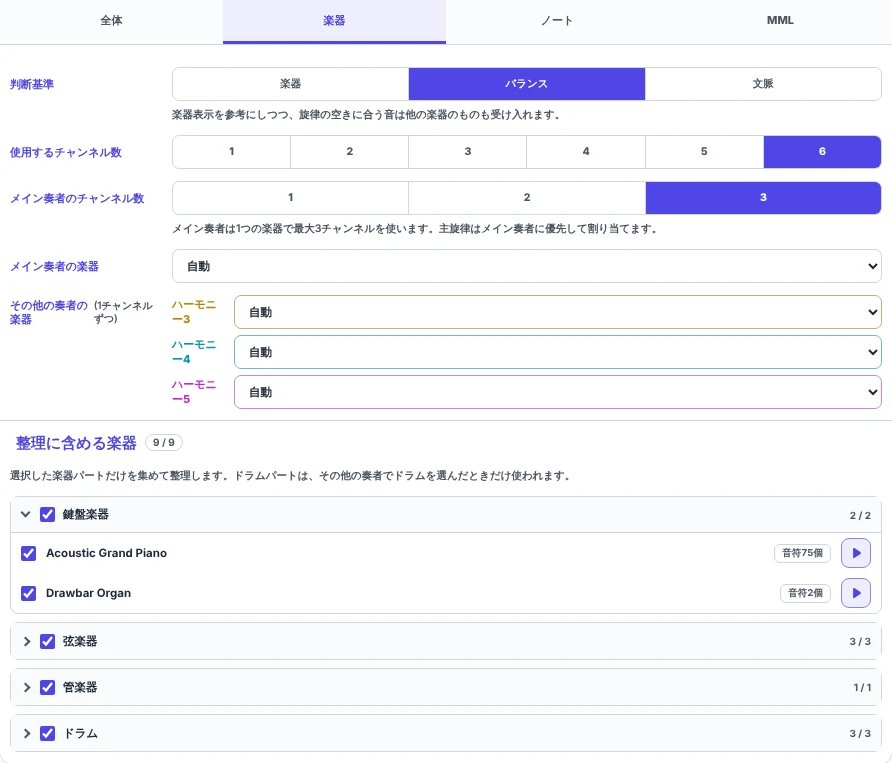 全体
楽器
ノート
MML
判断基準
楽器
バランス
文脈
楽器表示を参考にしつつ、旋律の空きに合う音は他の楽器のものも受け入れます。
使用するチャンネル数
1
2
3
4
5
6
メイン奏者のチャンネル数
1
2
3
メイン奏者は1つの楽器で最大3チャンネルを使います。主旋律はメイン奏者に優先して割り当てます。
メイン奏者の楽器
自動
その他の奏者の
楽器
(1チャンネル
ずつ)
ハーモニ
ー3
自動
ハーモニ
ー4
自動
ハーモニ
ー5
自動
整理に含める楽器
9 / 9
選択した楽器パートだけを集めて整理します。ドラムパートは、その他の奏者でドラムを選んだときだけ使われます。
鍵盤楽器
2 / 2
Acoustic Grand Piano
音符75個
Drawbar Organ
音符2個
弦楽器
3 / 3
管楽器
1 / 1
ドラム
3 / 3